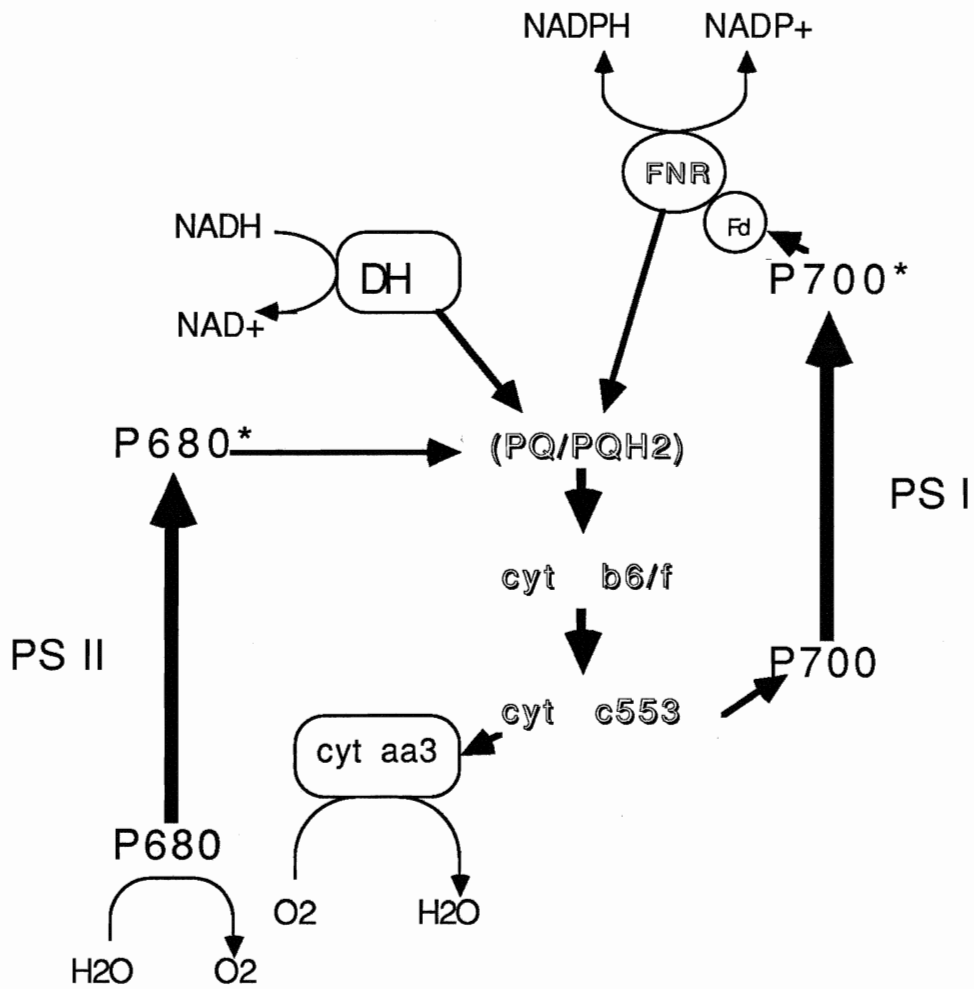 NADPH NADP+
FNR
Fd
NADH
DH
P700*
NAD+
P680*
(PQ/PQH2)
PS I
cyt b6/f
PS II
P700
cyt c553
cyt aa3
P680
O2 H2O
H2O O2